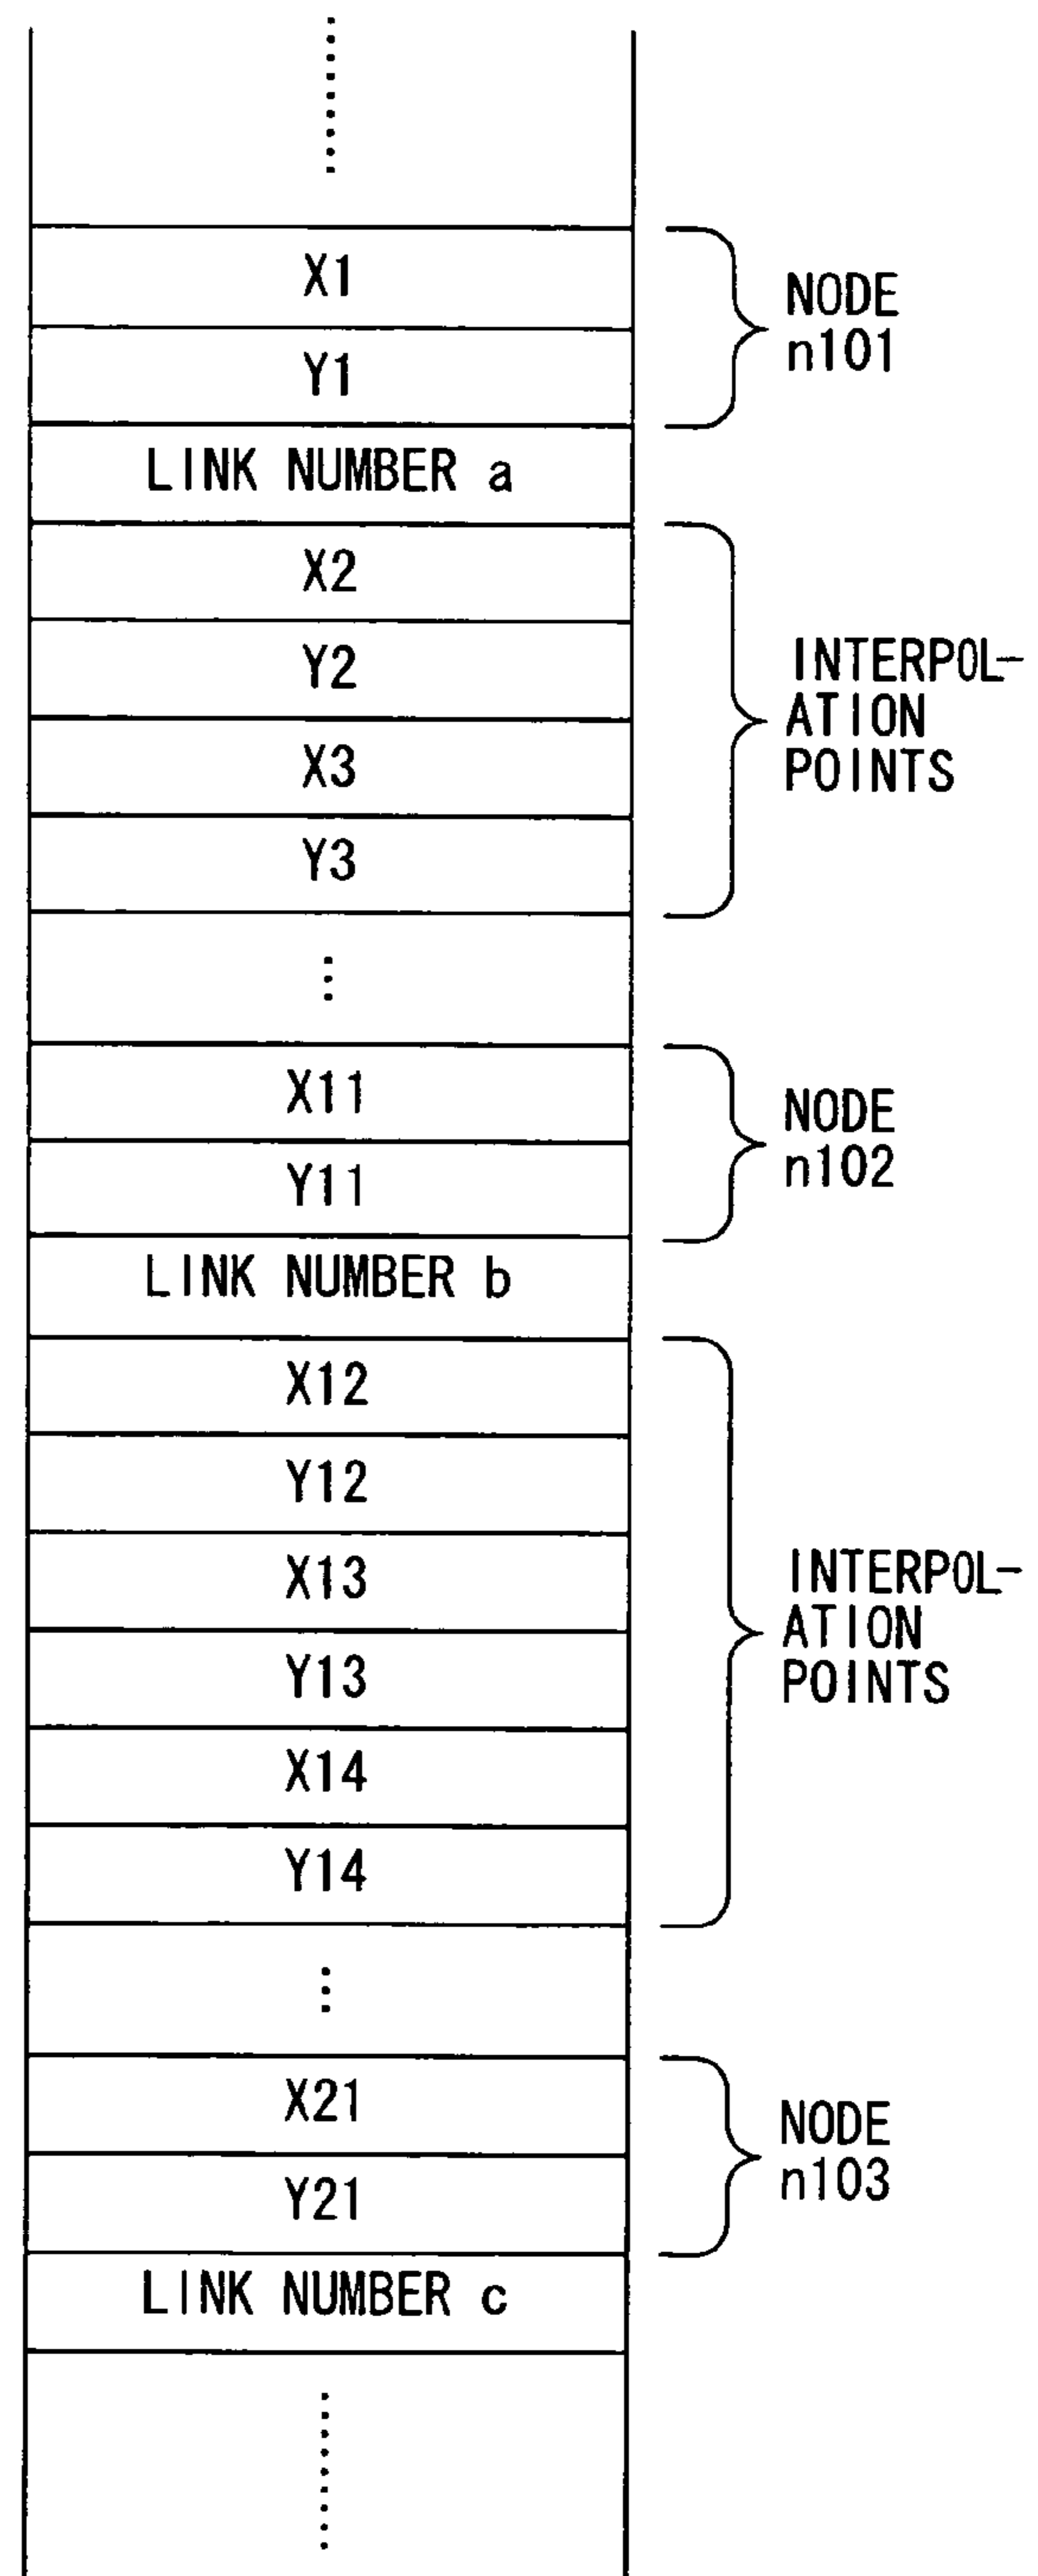 X1
Y1
NODE
n101
LINK NUMBER a
X2
Y2
X3
Y3
INTERPOL-
ATION
POINTS
X11
Y11
NODE
n102
LINK NUMBER b
X12
Y12
X13
Y13
X14
Y14
INTERPOL-
ATION
POINTS
X21
Y21
NODE
n103
LINK NUMBER c